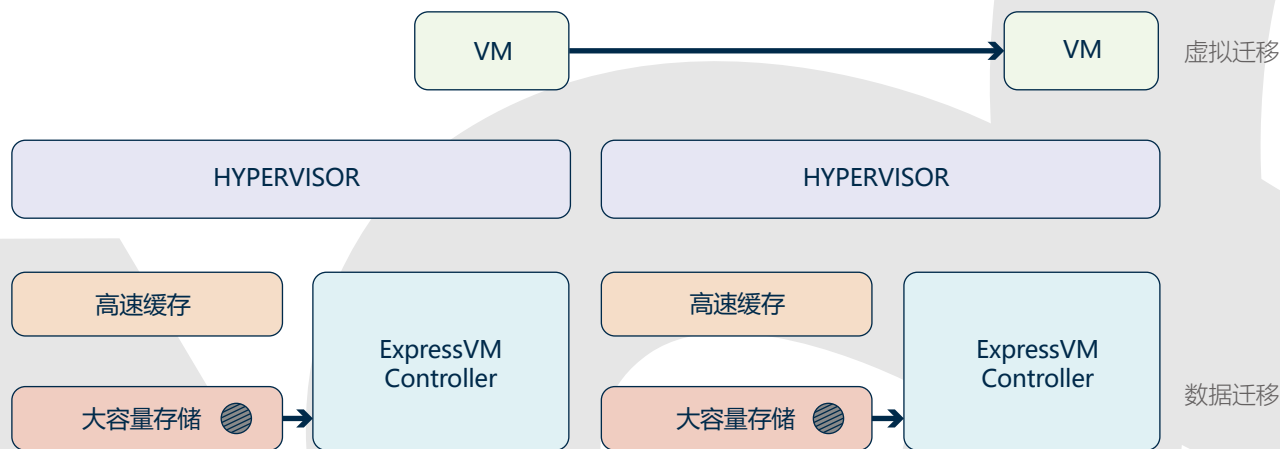 VM
VM
虚拟迁移
HYPERVISOR
HYPERVISOR
高速缓存
高速缓存
ExpressVM
Controller
ExpressVM
Controller
大容量存储
大容量存储
数据迁移